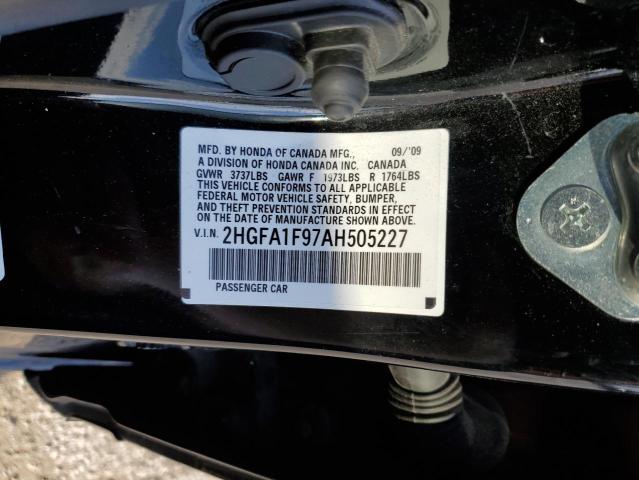 MFD. BY HONDA OF CANADA MFG., 09/'09
A DIVISION OF HONDA CANADA INC. CANADA
GVWR 3737LBS GAWR F 1973LBS R 1764LBS
THIS VEHICLE CONFORMS TO ALL APPLICABLE
FEDERAL MOTOR VEHICLE SAFETY, BUMPER,
AND THEFT PREVENTION STANDARDS IN EFFECT
ON THE DATE OF MANUFACTURE SHOWN ABOVE.
V.I.N. 2HGFA1F97AH505227
PASSENGER CAR